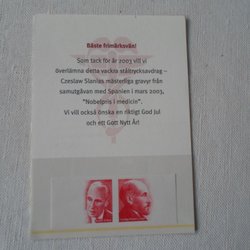 Bäste frimärksvän!
Som tack för år 2003 vill vi
överlämna detta vackra ståltrycksavdrag –
Czeslaw Slanias mästerliga gravyr från
samutgåvan med Spanien i mars 2003,
"Nobelpris i medicin".
Vi vill också önska en riktigt God Jul
och ett Gott Nytt År!